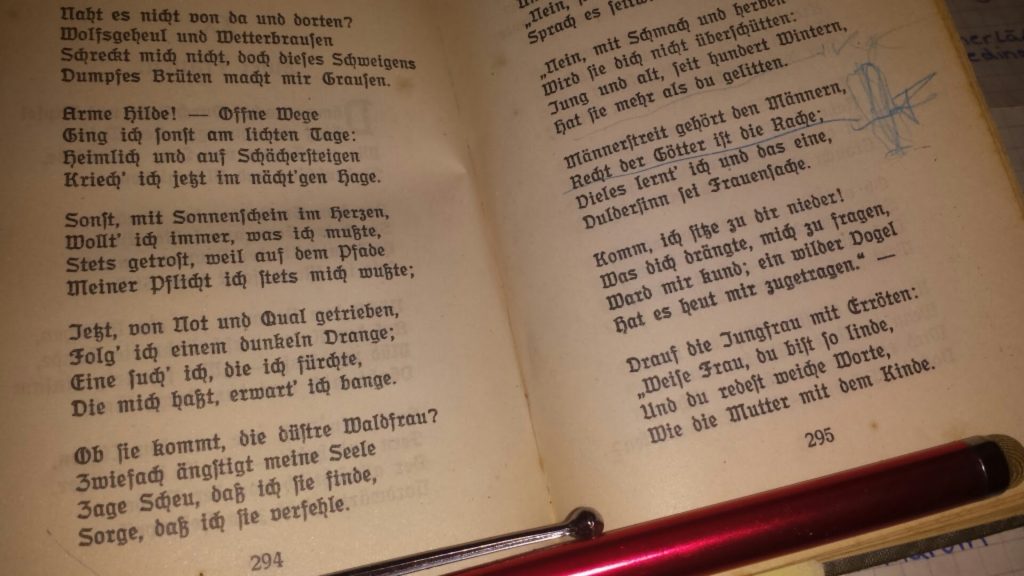 Naht es nicht von da und dorten?
Wolfsgeheul und Wetterbrausen
Schreckt mich nicht, doch dieses Schweigens
Dumpfes Brüten macht mir Grausen.
Arme Hilde! — Offne Wege
Ging ich sonst am lichten Tage:
Heimlich und auf Schächersteigen
Kriech' ich jetzt im nächt'gen Hage.
Sonst, mit Sonnenschein im Herzen,
Wollt' ich immer, was ich mußte,
Stets getrost, weil auf dem Pfade
Meiner Pflicht ich stets mich wußte;
Jetzt, von Not und Qual getrieben,
Folg' ich einem dunkeln Drange;
Eine such' ich, die ich fürchte,
Die mich haßt, erwart' ich bange.
Ob sie kommt, die düstre Waldfrau?
Zwiefach ängstigt meine Seele
Zage Scheu, daß ich sie finde,
Sorge, daß ich sie verfehle.
294
„Nein,
Sprach es
„Nein, mit Schmach und herben
Wird sie dich nicht überschütten:
Jung und alt, seit hundert Wintern,
Hat sie mehr als du gelitten.
Männerstreit gehört den Männern,
Recht der Götter ist die Rache;
Vieles lernt' ich und das eine,
Duldersinn sei Frauensache.
Komm, ich sitze zu dir nieder!
Was dich drängte, mich zu fragen,
Ward mir kund; ein wilder Vogel
Hat es heut mir zugetragen.“ —
Drauf die Jungfrau mit Erröten:
„Weise Frau, du bist so linde,
Und du redest weiche Worte,
Wie die Mutter mit dem Kinde.
295